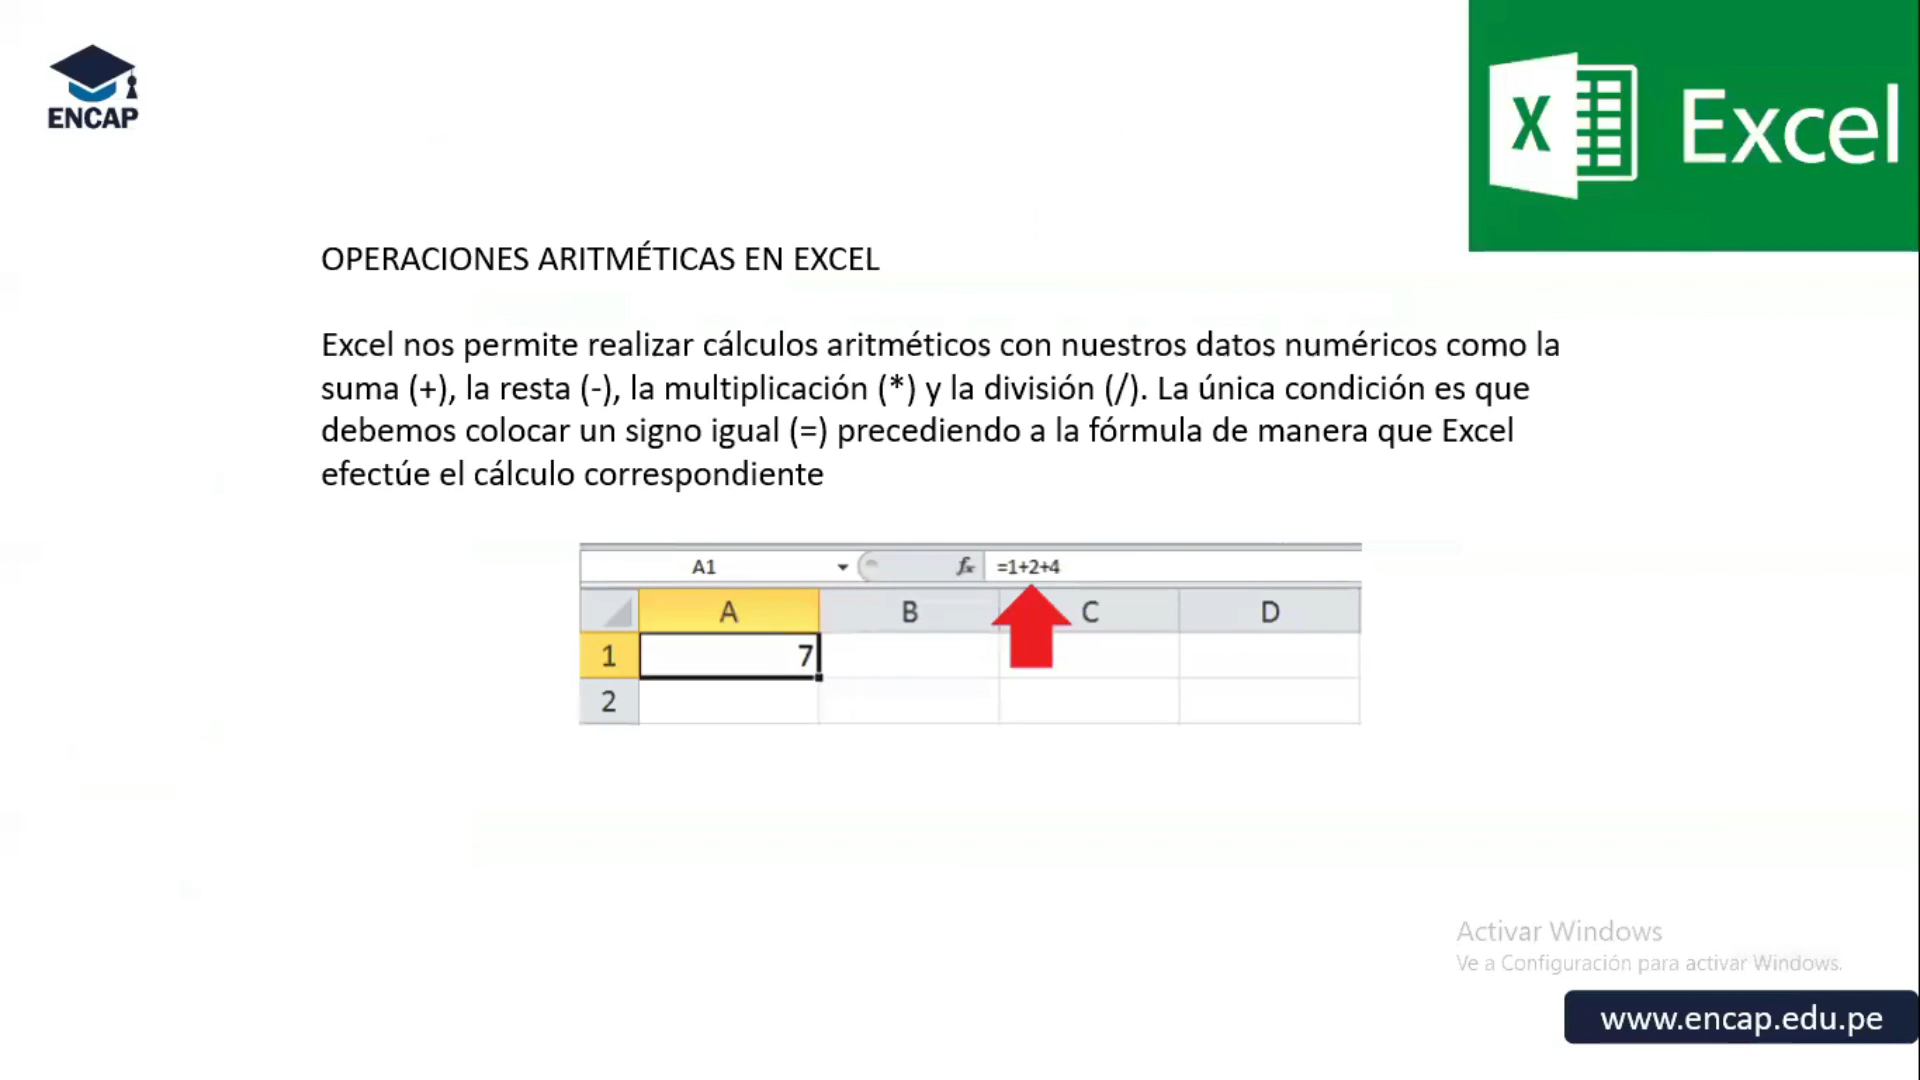 ENCAP
X Excel
OPERACIONES ARITMÉTICAS EN EXCEL
Excel nos permite realizar cálculos aritméticos con nuestros datos numéricos como la
suma (+), la resta (-), la multiplicación (*) y la división (/). La única condición es que
debemos colocar un signo igual (=) precediendo a la fórmula de manera que Excel
efectúe el cálculo correspondiente
A1 fx =1+2+4
A B C D
1 7
2
Activar Windows
Ve a Configuración para activar Windows.
www.encap.edu.pe